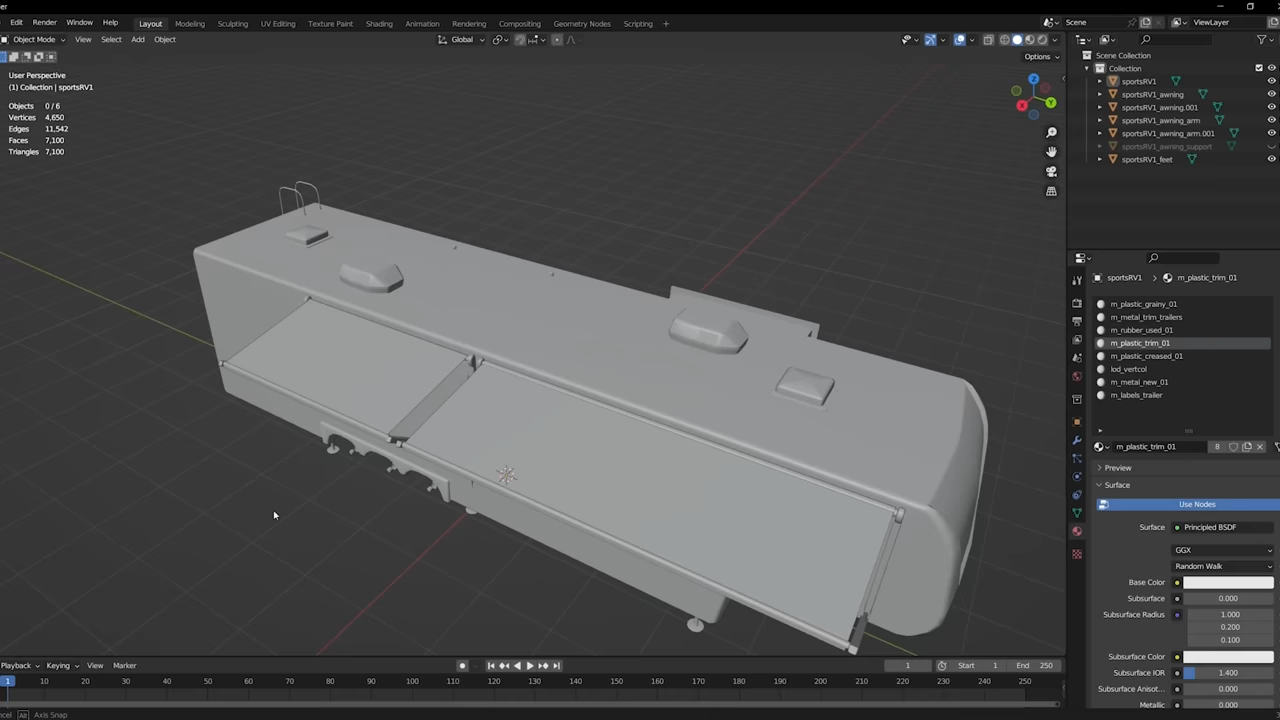 der
Edit Render Window Help Layout Modeling Sculpting UV Editing Texture Paint Shading Animation Rendering Compositing Geometry Nodes Scripting + Scene ViewLayer
Object Mode View Select Add Object Global
Options
User Perspective
(1) Collection | sportsRV1
Objects 0 / 6
Vertices 4,650
Edges 11,542
Faces 7,100
Triangles 7,100
Z
Y
X
Scene Collection
Collection
sportsRV1
sportsRV1_awning
sportsRV1_awning.001
sportsRV1_awning_arm
sportsRV1_awning_arm.001
sportsRV1_awning_support
sportsRV1_feet
sportsRV1 > m_plastic_trim_01
m_plastic_grainy_01
m_metal_trim_trailers
m_rubber_used_01
m_plastic_trim_01
m_plastic_creased_01
lod_vertcol
m_metal_new_01
m_labels_trailer
m_plastic_trim_01 8
Preview
Surface
Use Nodes
Surface Principled BSDF
GGX
Random Walk
Base Color
Subsurface 0.000
Subsurface Radius 1.000
0.200
0.100
Subsurface Color
Subsurface IOR 1.400
Subsurface Anisot... 0.000
Metallic 0.000
Playback Keying View Marker 1 Start 1 End 250
1 10 20 30 40 50 60 70 80 90 100 110 120 130 140 150 160 170 180 190 200 210 220 230 240 250
ncel Alt Axis Snap